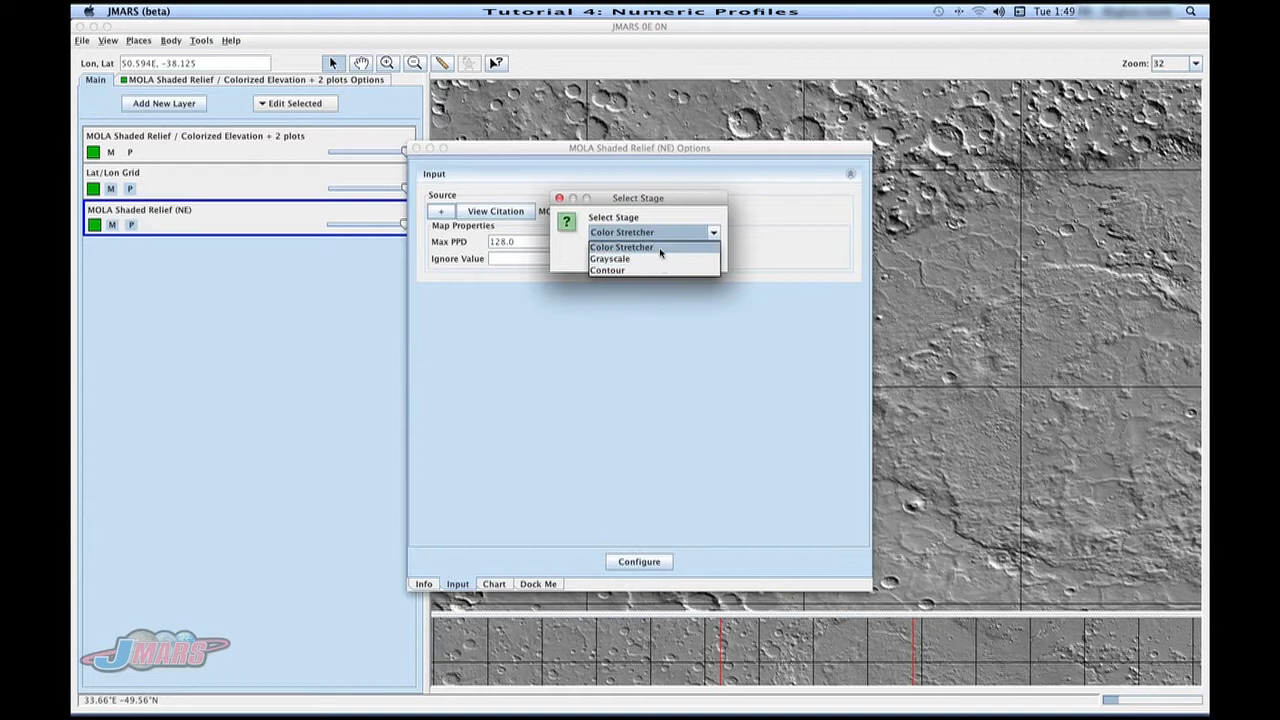 JMARS (beta)
Tutorial 4: Numeric Profiles
Tue 1:49
JMARS 0E 0N
File View Places Body Tools Help
Lon, Lat 50.594E, -38.125
Zoom: 32
Main MOLA Shaded Relief / Colorized Elevation + 2 plots Options
Add New Layer Edit Selected
MOLA Shaded Relief / Colorized Elevation + 2 plots
M P
Lat/Lon Grid
M P
MOLA Shaded Relief (NE)
M P
MOLA Shaded Relief (NE) Options
Input
Source
+ View Citation
Map Properties
Max PPD 128.0
Ignore Value
Select Stage
? Select Stage
Color Stretcher
Color Stretcher
Grayscale
Contour
Configure
Info Input Chart Dock Me
JMARS
33.66°E -49.56°N